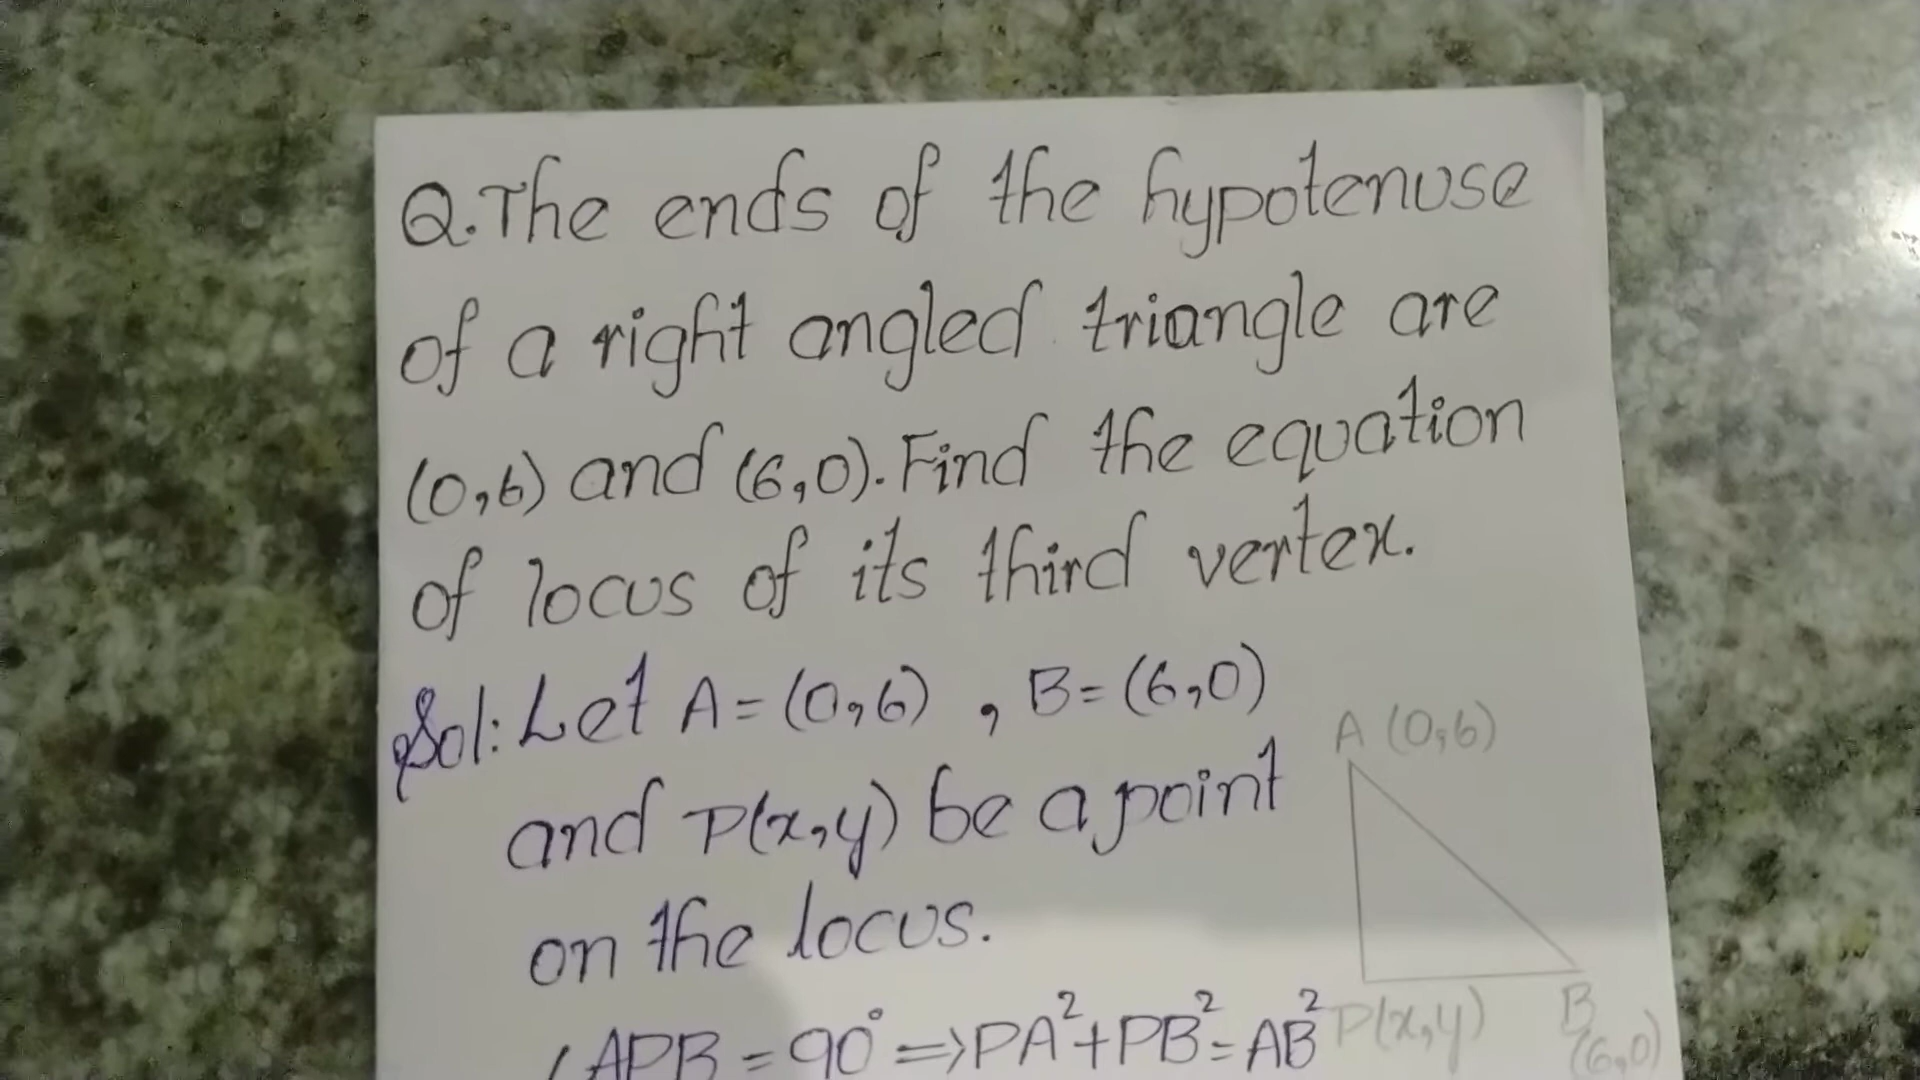 Q. The ends of the hypotenuse
of a right angled triangle are
(0,6) and (6,0). Find the equation
of locus of its third vertex.
Sol: Let A = (0,6) , B = (6,0)
and P(x,y) be a point
on the locus.
∠APB = 90° ⟹ PA² + PB² = AB²
A (0,6)
P(x,y)
B
(6,0)